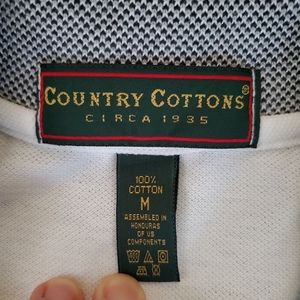 COUNTRY COTTONS®
CIRCA 1935
100%
COTTON
M
ASSEMBLED IN
HONDURAS
OF US
COMPONENTS